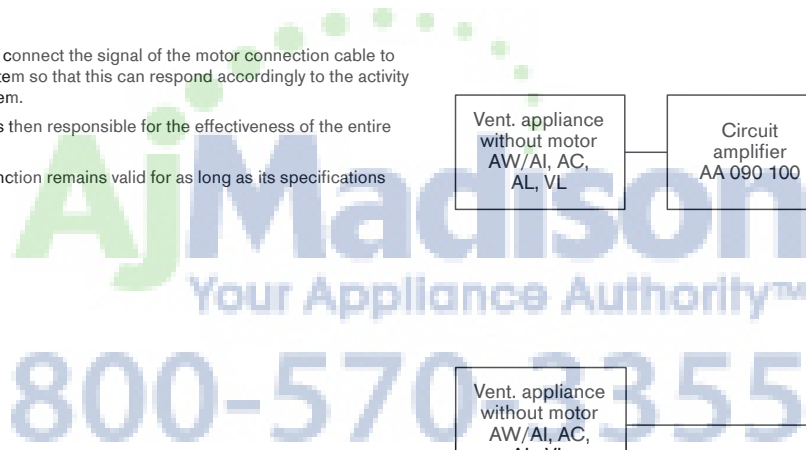 connect the signal of the motor connection cable to
tem so that this can respond accordingly to the activity
em.
s then responsible for the effectiveness of the entire
nction remains valid for as long as its specifications
Vent. appliance
without motor
AW/AI, AC,
AL, VL
Circuit
amplifier
AA 090 100
AjMadison
Your Appliance Authority™
800-570-3355
Vent. appliance
without motor
AW/AI, AC,
AL, VL